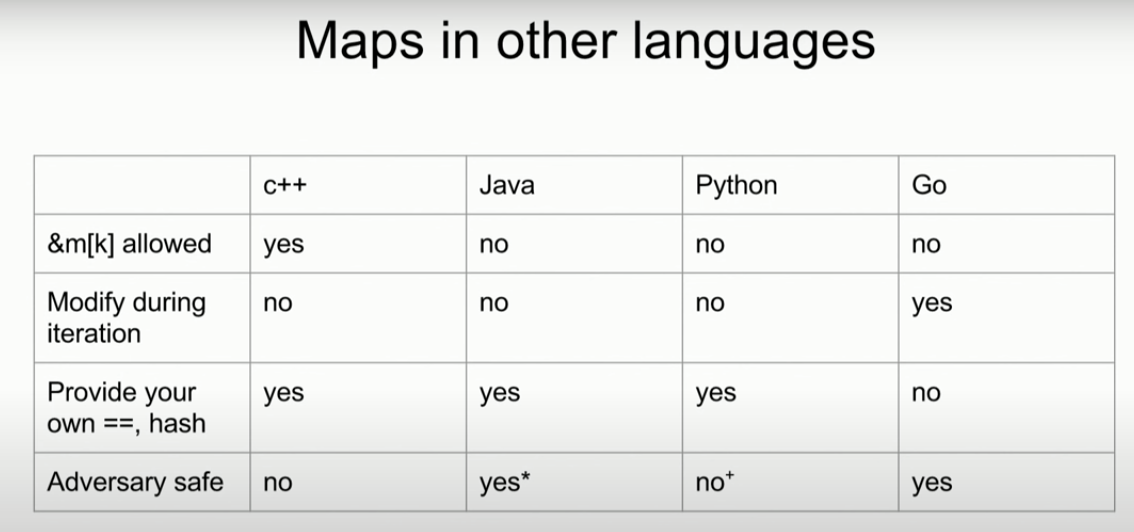 Maps in other languages
c++ Java Python Go
&m[k] allowed yes no no no
Modify during no no no yes
iteration
Provide your yes yes yes no
own ==, hash
Adversary safe no yes* no⁺ yes